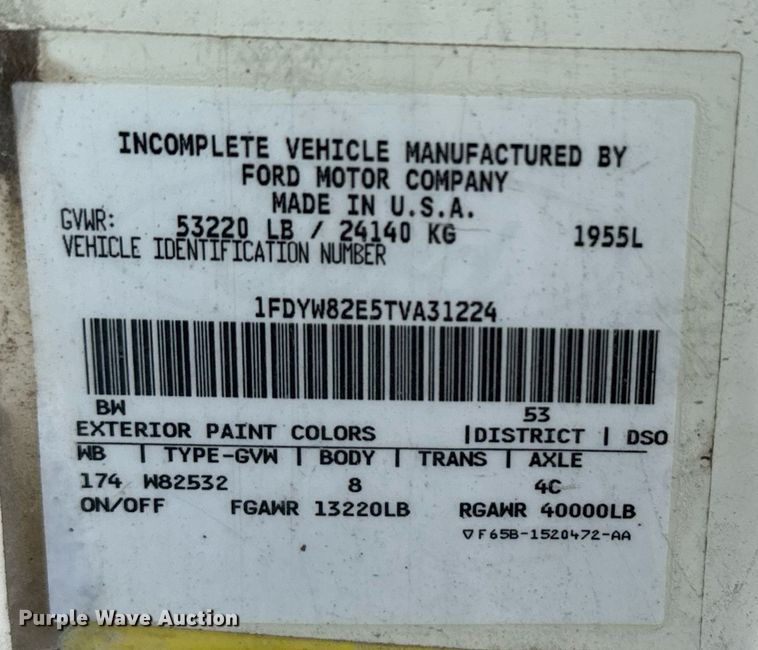 INCOMPLETE VEHICLE MANUFACTURED BY
FORD MOTOR COMPANY
MADE IN U.S.A.
GVWR: 53220 LB / 24140 KG 1955L
VEHICLE IDENTIFICATION NUMBER
1FDYW82E5TVA31224
BW 53
EXTERIOR PAINT COLORS |DISTRICT | DSO
WB | TYPE-GVW | BODY | TRANS | AXLE
174 W82532 8 4C
ON/OFF FGAWR 13220LB RGAWR 40000LB
▽F65B-1520472-AA
Purple Wave Auction